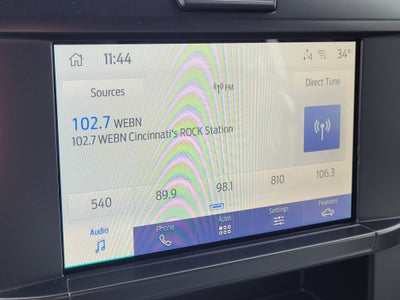 11:44
34°
Sources
FM
Direct Tune
102.7 WEBN
102.7 WEBN Cincinnati's ROCK Station
540
89.9
98.1
810
106.3
Audio
Phone
Apps
Settings
Features